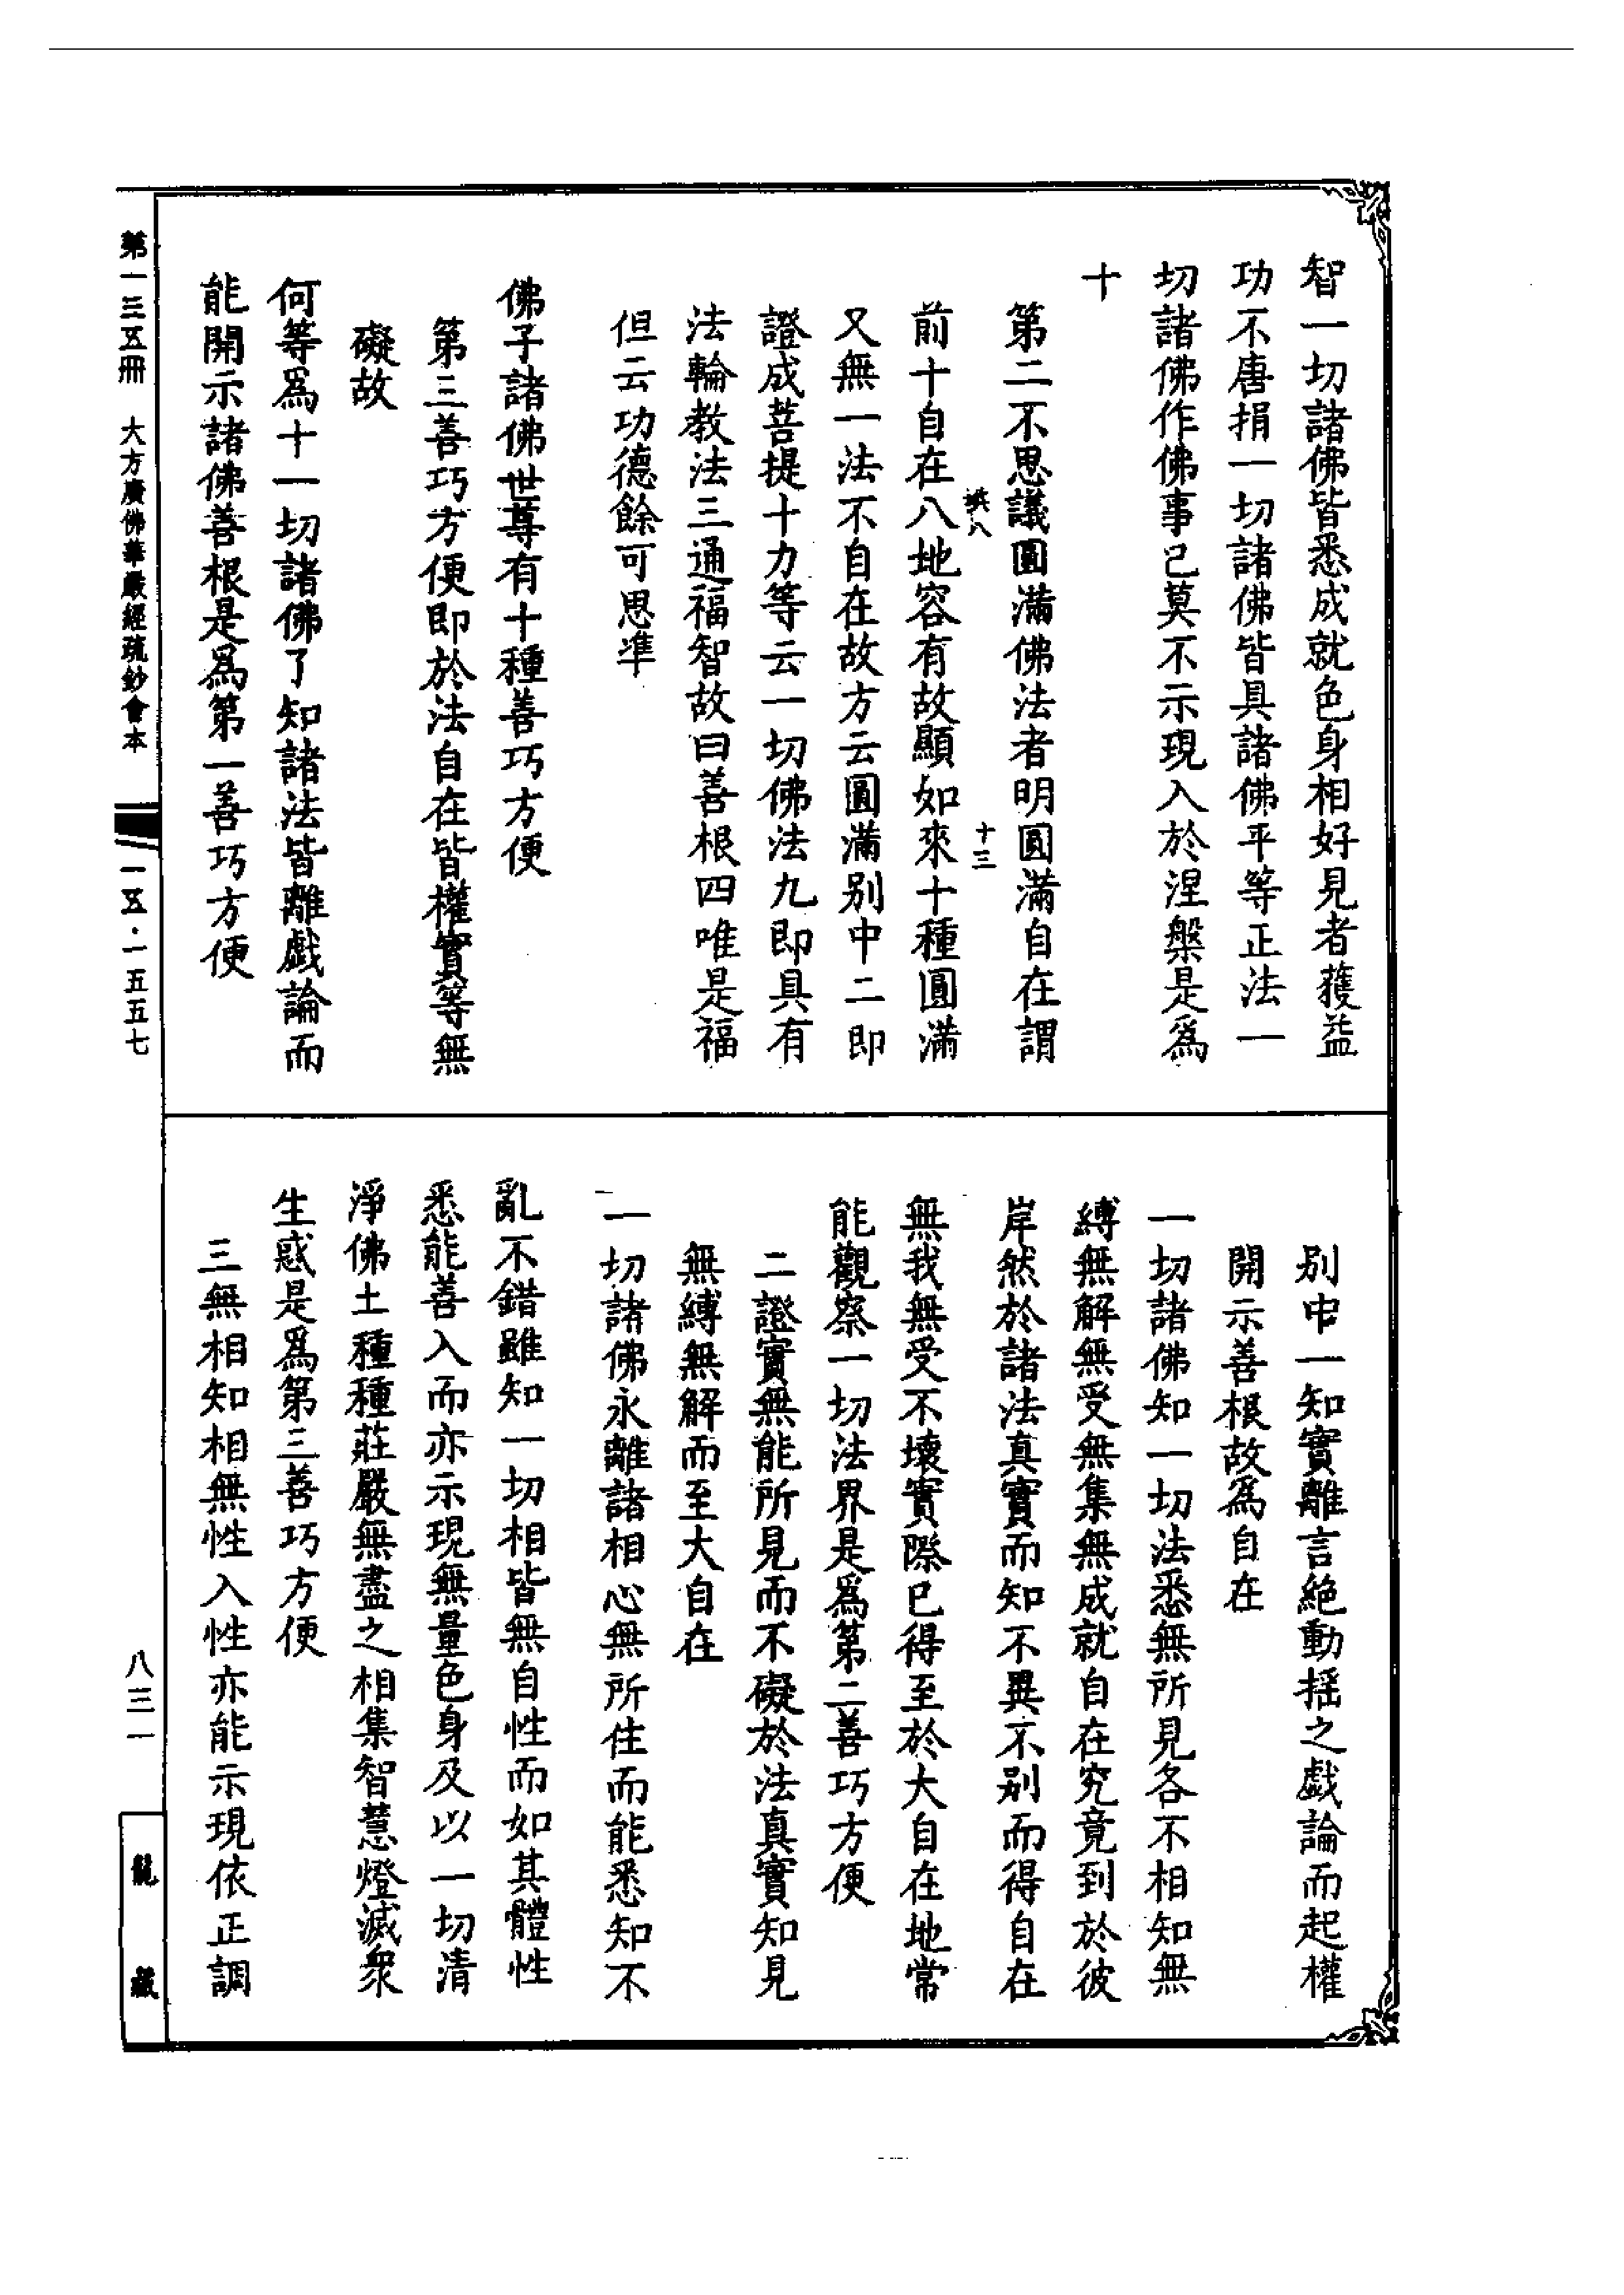 智一切諸佛皆悉成就色身相好見者獲益
功不唐捐一切諸佛皆具諸佛平等正法一
切諸佛作佛事已莫不示現入於涅槃是爲
十
第二不思議圓滿佛法者明圓滿自在謂
十三
前十自在八地容有故顯如來十種圓滿
又無一法不自在故方云圓滿別中二即
證成菩提十力等云一切佛法九即具有
法輪教法三通福智故曰善根四唯是福
但云功德餘可思準
佛子諸佛世尊有十種善巧方便
第三善巧方便即於法自在皆權實等無
礙故
何等爲十一切諸佛了知諸法皆離戲論而
能開示諸佛善根是爲第一善巧方便
別中一知實離言絶動搖之戲論而起權
開示善根故為自在
一切諸佛知一切法悉無所見各不相知無
縛無解無受無集無成就自在究竟到於彼
岸然於諸法真實而知不異不別而得自在
無我無受不壞實際已得至於大自在地常
能觀察一切法界是爲第二善巧方便
二證實無能所見而不礙於法真實知見
無縛無解而至大自在
一切諸佛永離諸相心無所住而能悉知不
亂不錯雖知一切相皆無自性而如其體性
悉能善入而亦示現無量色身及以一切清
淨佛土種種莊嚴無盡之相集智慧燈滅衆
生惑是爲第三善巧方便
三無相知相無性入性亦能示現依正調
第一三五冊　大方廣佛華嚴經疏鈔會本
一五·一五五七
八三一
龍藏